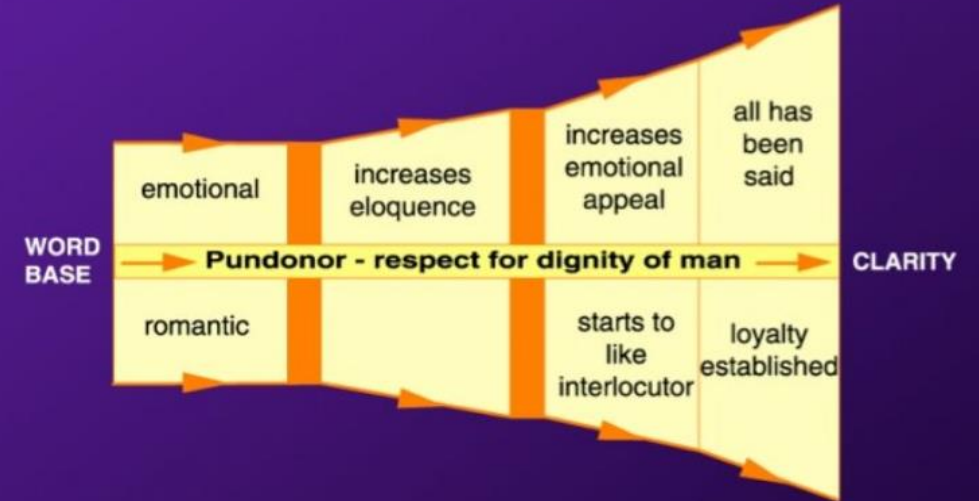 emotional
increases
eloquence
increases
emotional
appeal
all has
been
said
WORD
BASE
Pundonor - respect for dignity of man
CLARITY
romantic
starts to
like
interlocutor
loyalty
established